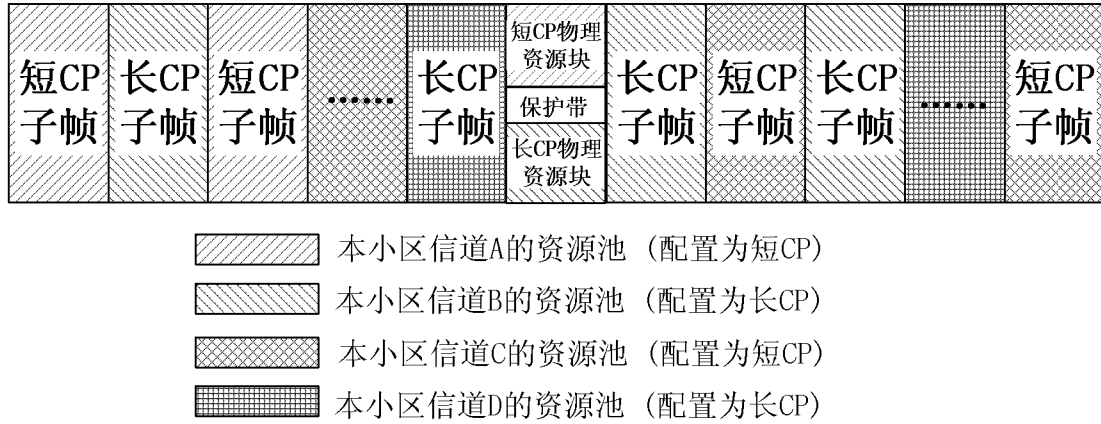 短CP
子帧
长CP
子帧
短CP
子帧
······
长CP
子帧
短CP物理
资源块
保护带
长CP物理
资源块
长CP
子帧
短CP
子帧
长CP
子帧
······
短CP
子帧
本小区信道A的资源池 (配置为短CP)
本小区信道B的资源池 (配置为长CP)
本小区信道C的资源池 (配置为短CP)
本小区信道D的资源池 (配置为长CP)